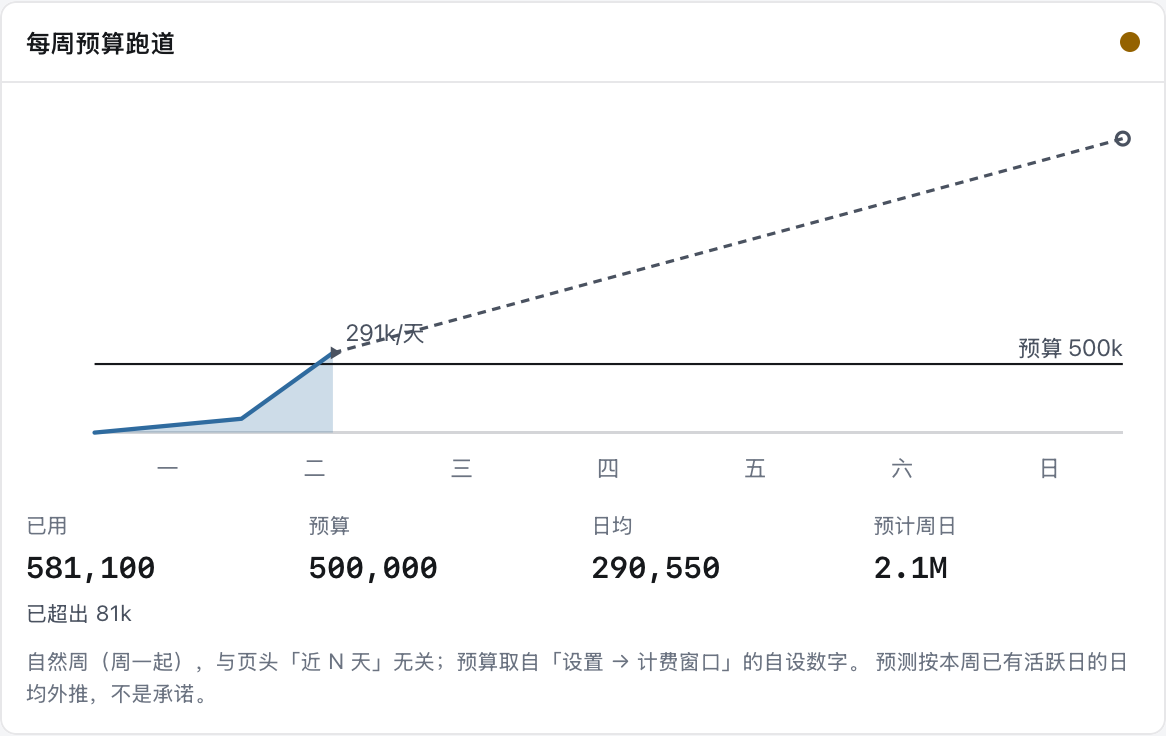 每周预算跑道
291k/天
预算 500k
一 二 三 四 五 六 日
已用 预算 日均 预计周日
581,100 500,000 290,550 2.1M
已超出 81k
自然周（周一起），与页头「近 N 天」无关；预算取自「设置 → 计费窗口」的自设数字。 预测按本周已有活跃日的日
均外推，不是承诺。